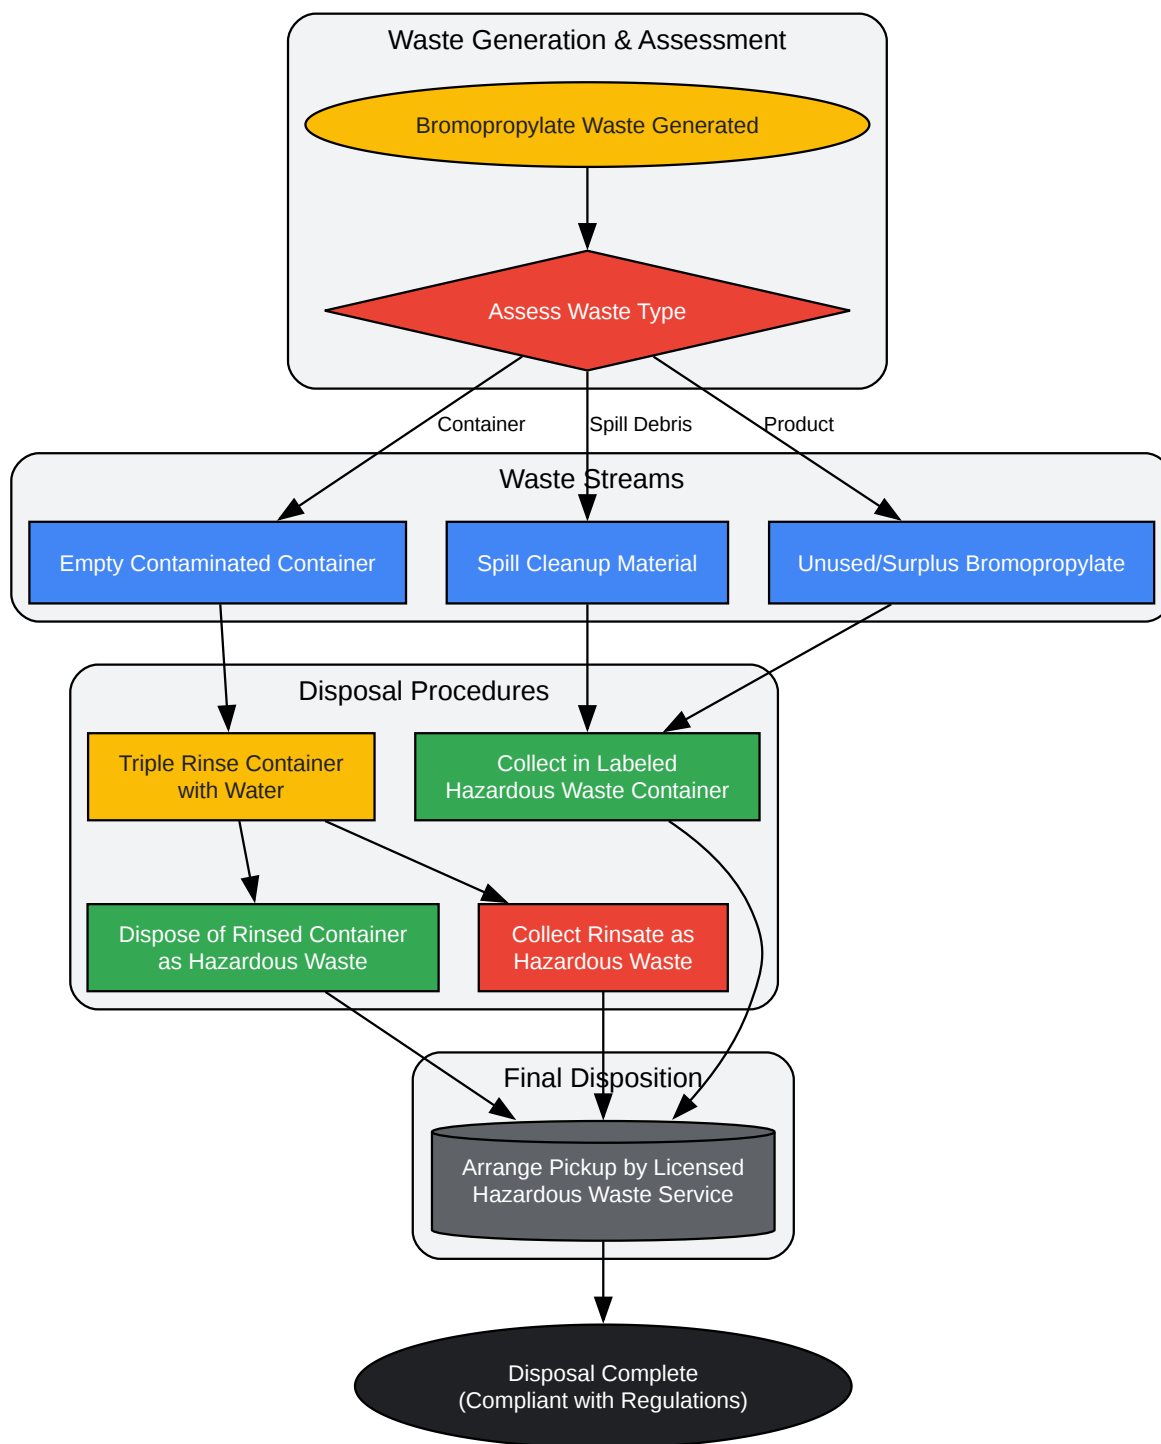 Waste Generation & Assessment
Bromopropylate Waste Generated
Assess Waste Type
Container
Spill Debris
Product
Waste Streams
Empty Contaminated Container
Spill Cleanup Material
Unused/Surplus Bromopropylate
Disposal Procedures
Triple Rinse Container
with Water
Collect in Labeled
Hazardous Waste Container
Dispose of Rinsed Container
as Hazardous Waste
Collect Rinsate as
Hazardous Waste
Final Disposition
Arrange Pickup by Licensed
Hazardous Waste Service
Disposal Complete
(Compliant with Regulations)